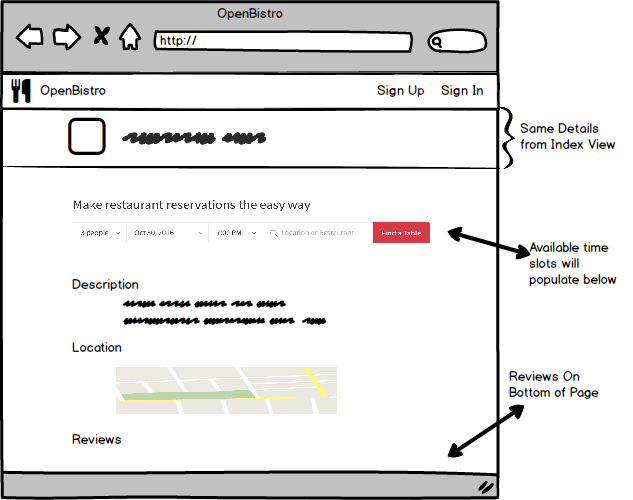 OpenBistro
http://
OpenBistro Sign Up Sign In
Same Details
from Index View
Make restaurant reservations the easy way
3 people Oct 30, 2016 7:00 PM Location or Restaurant Find a Table
Available time
slots will
populate below
Description
Location
Reviews On
Bottom of Page
Reviews